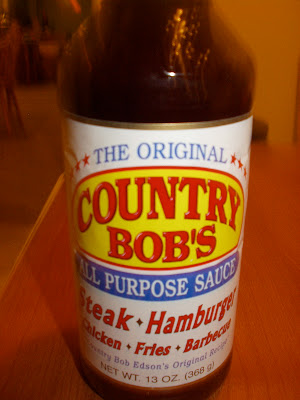 THE ORIGINAL
COUNTRY
BOB'S
ALL PURPOSE SAUCE
Steak Hamburger
Chicken Fries Barbecue
Country Bob Edson's Original Recipe
NET WT. 13 OZ. (368 g)